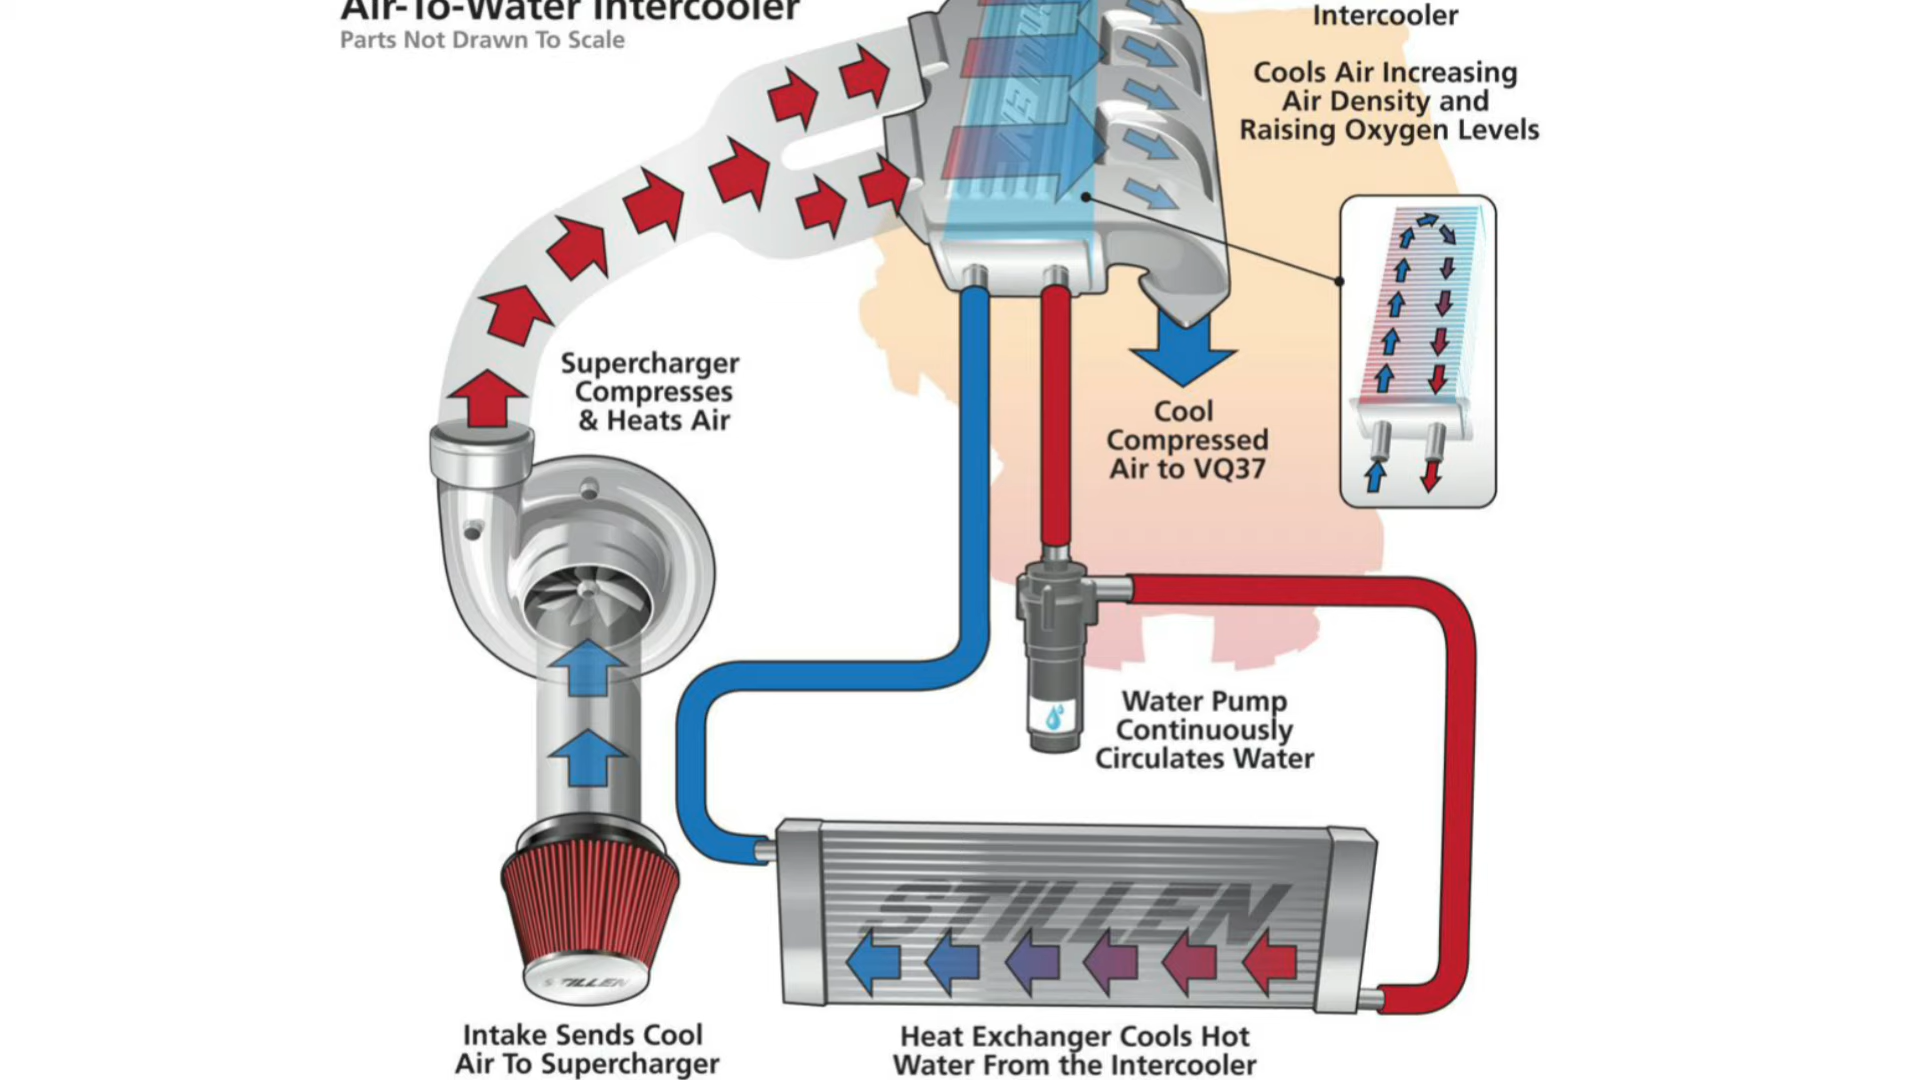 Air-To-Water Intercooler
Parts Not Drawn To Scale
Intercooler
Cools Air Increasing
Air Density and
Raising Oxygen Levels
STILLEN
Supercharger
Compresses
& Heats Air
Cool
Compressed
Air to VQ37
Water Pump
Continuously
Circulates Water
STILLEN
STILLEN
Intake Sends Cool
Air To Supercharger
Heat Exchanger Cools Hot
Water From the Intercooler